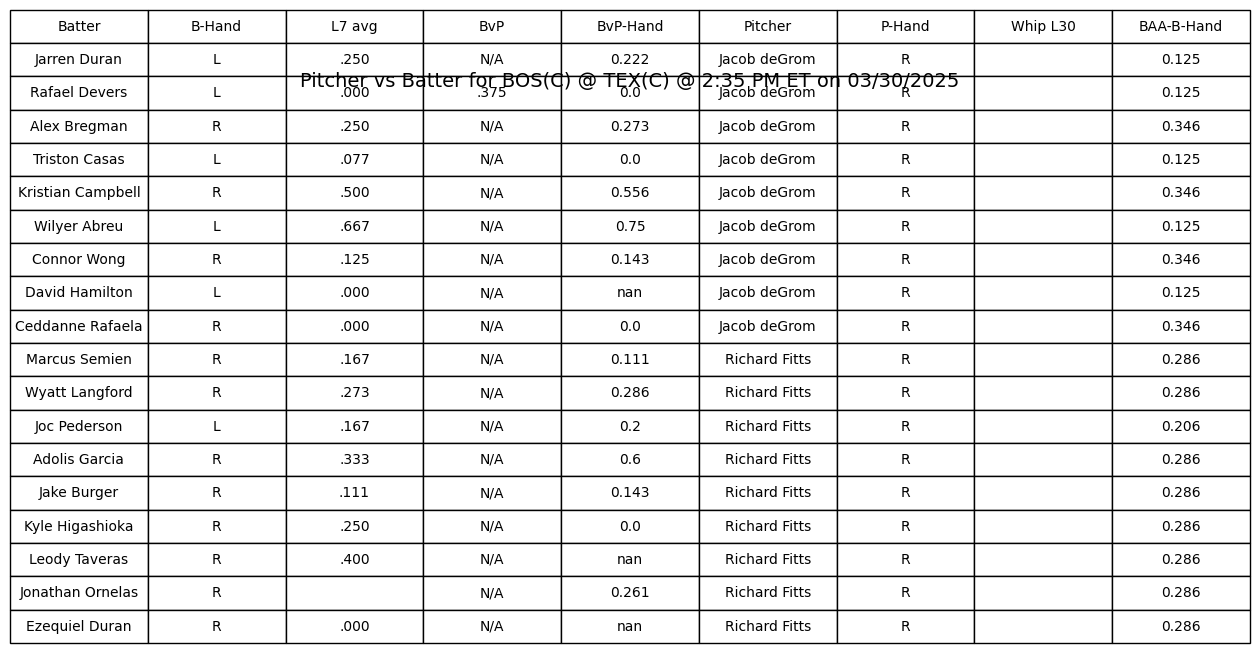 Batter B-Hand L7 avg BvP BvP-Hand Pitcher P-Hand Whip L30 BAA-B-Hand
Jarren Duran L .250 N/A 0.222 Jacob deGrom R 0.125
Pitcher vs Batter for BOS(C) @ TEX(C) @ 2:35 PM ET on 03/30/2025
Rafael Devers L .000 .375 0.0 Jacob deGrom R 0.125
Alex Bregman R .250 N/A 0.273 Jacob deGrom R 0.346
Triston Casas L .077 N/A 0.0 Jacob deGrom R 0.125
Kristian Campbell R .500 N/A 0.556 Jacob deGrom R 0.346
Wilyer Abreu L .667 N/A 0.75 Jacob deGrom R 0.125
Connor Wong R .125 N/A 0.143 Jacob deGrom R 0.346
David Hamilton L .000 N/A nan Jacob deGrom R 0.125
Ceddanne Rafaela R .000 N/A 0.0 Jacob deGrom R 0.346
Marcus Semien R .167 N/A 0.111 Richard Fitts R 0.286
Wyatt Langford R .273 N/A 0.286 Richard Fitts R 0.286
Joc Pederson L .167 N/A 0.2 Richard Fitts R 0.206
Adolis Garcia R .333 N/A 0.6 Richard Fitts R 0.286
Jake Burger R .111 N/A 0.143 Richard Fitts R 0.286
Kyle Higashioka R .250 N/A 0.0 Richard Fitts R 0.286
Leody Taveras R .400 N/A nan Richard Fitts R 0.286
Jonathan Ornelas R N/A 0.261 Richard Fitts R 0.286
Ezequiel Duran R .000 N/A nan Richard Fitts R 0.286